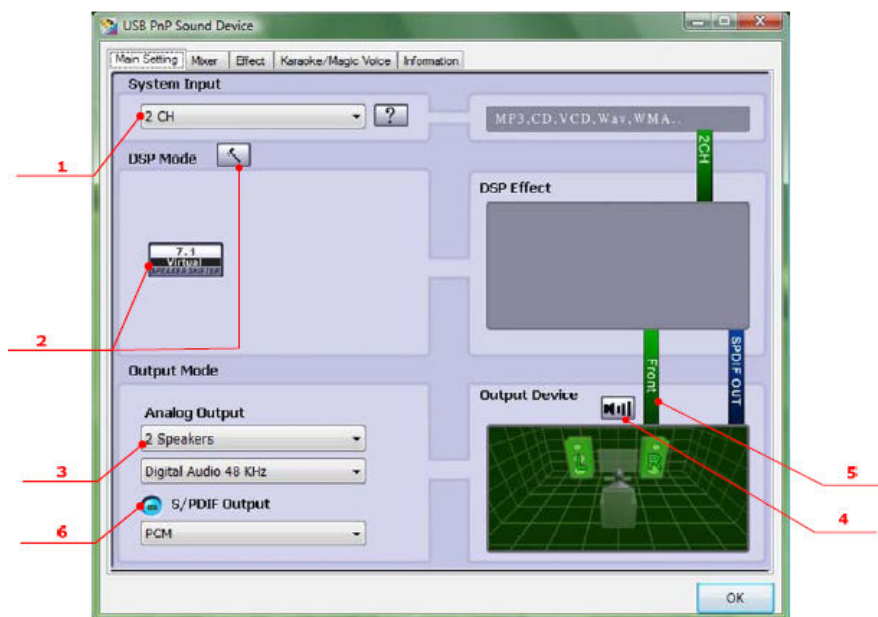 USB PnP Sound Device
Main Setting Mixer Effect Karaoke/Magic Voice Information
System Input
2 CH
?
MP3,CD,VCD,Wav,WMA..
1
DSP Mode
2CH
DSP Effect
7.1
Virtual
SPEAKER SHIFTER
2
Output Mode
Front
SPDIF OUT
Analog Output
Output Device
2 Speakers
L R
3
Digital Audio 48 KHz
5
S/PDIF Output
4
6
PCM
OK